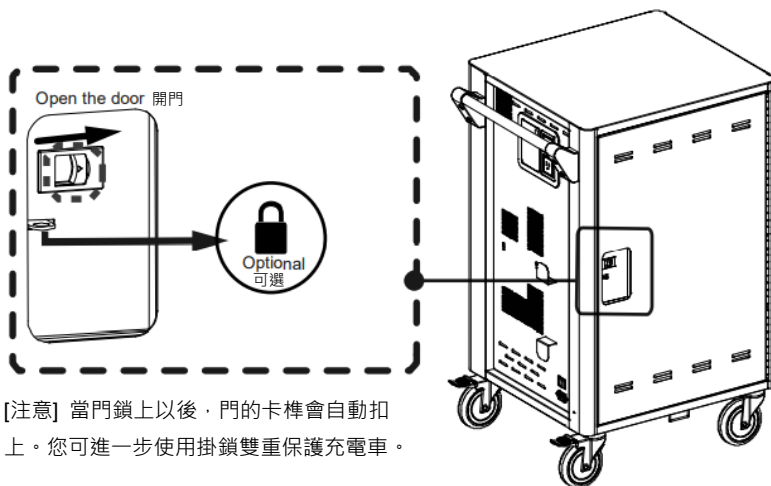 Open the door 開門
Optional
可選
[注意] 當門鎖上以後，門的卡榫會自動扣
上。您可進一步使用掛鎖雙重保護充電車。